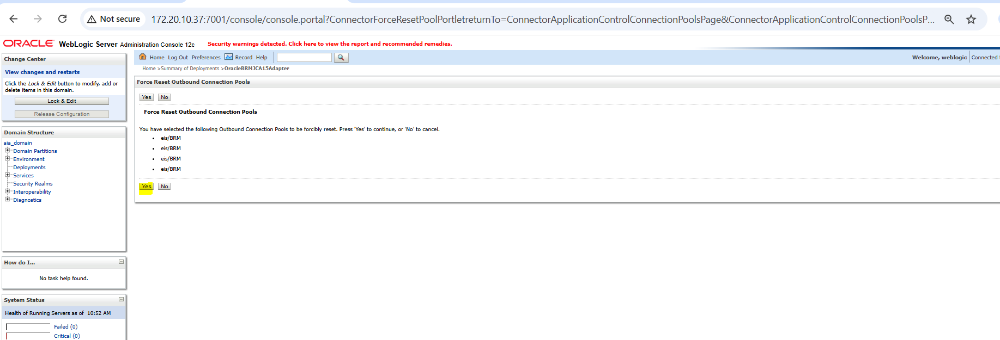 Not secure 172.20.10.37:7001/console/console.portal?ConnectorForceResetPoolPortletreturnTo=ConnectorApplicationControlConnectionPoolsPage&ConnectorApplicationControlConnectionPoolsP...
ORACLE WebLogic Server Administration Console 12c Security warnings detected. Click here to view the report and recommended remedies.
Change Center
View changes and restarts
Click the Lock & Edit button to modify, add or
delete items in this domain.
Lock & Edit
Release Configuration
Domain Structure
aia_domain
Domain Partitions
Environment
Deployments
Services
Security Realms
Interoperability
Diagnostics
How do I...
No task help found.
System Status
Health of Running Servers as of 10:52 AM
Failed (0)
Critical (0)
Home Log Out Preferences Record Help Welcome, weblogic Connected
Home >Summary of Deployments >OracleBRMJCA15Adapter
Force Reset Outbound Connection Pools
Yes No
Force Reset Outbound Connection Pools
You have selected the following Outbound Connection Pools to be forcibly reset. Press 'Yes' to continue, or 'No' to cancel.
• eis/BRM
• eis/BRM
• eis/BRM
• eis/BRM
Yes No